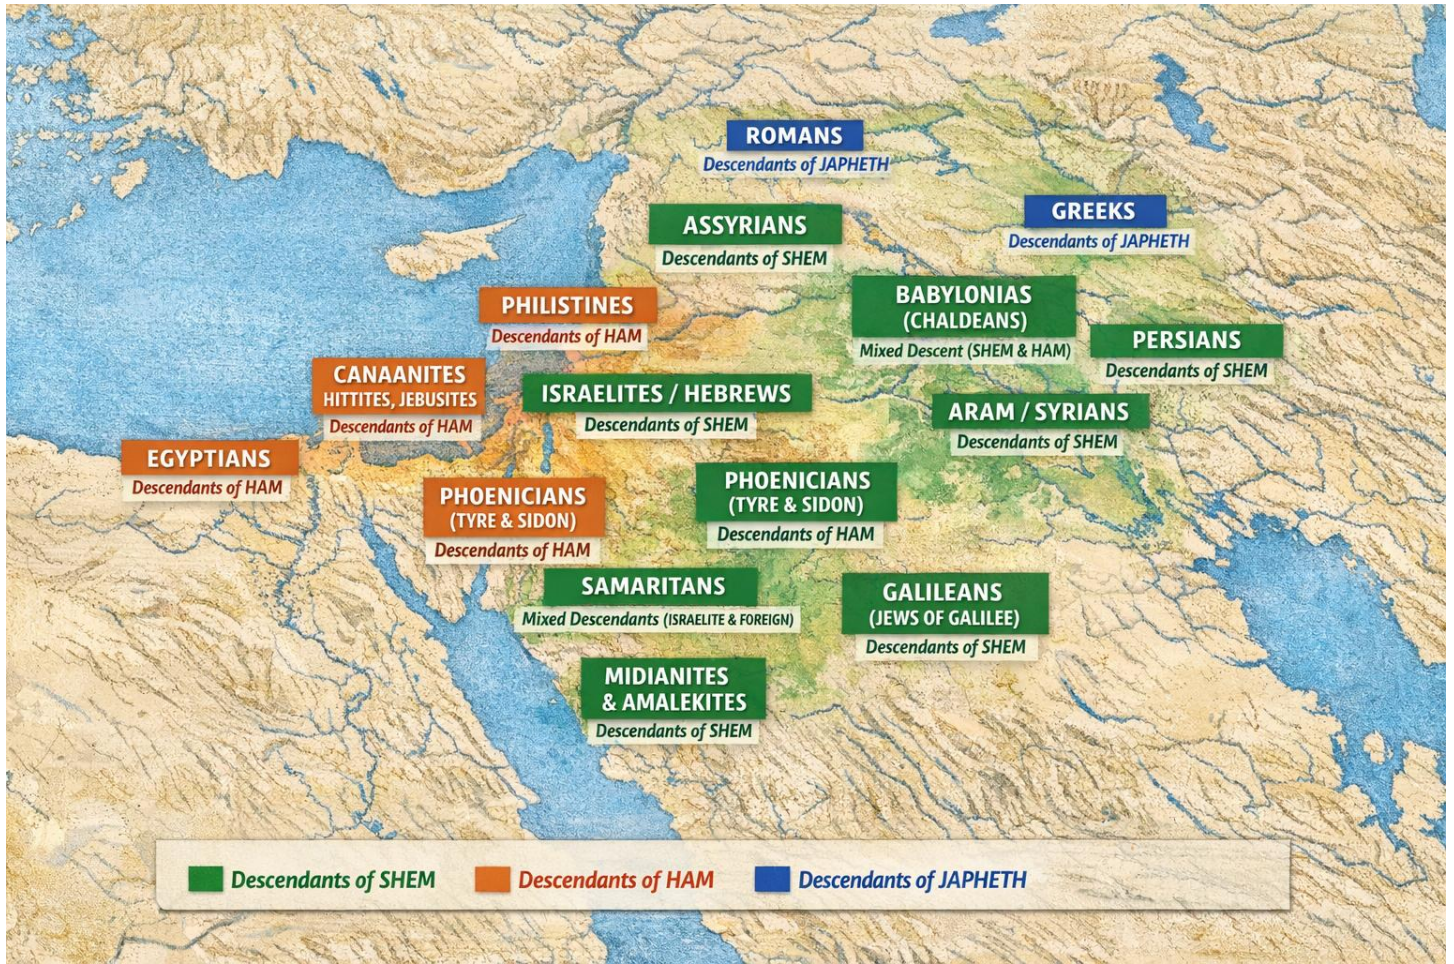 ROMANS
Descendants of JAPHETH
GREEKS
Descendants of JAPHETH
ASSYRIANS
Descendants of SHEM
PHILISTINES
Descendants of HAM
BABYLONIAS
(CHALDEANS)
Mixed Descent (SHEM & HAM)
PERSIANS
Descendants of SHEM
CANAANITES
HITTITES, JEBUSITES
Descendants of HAM
ISRAELITES / HEBREWS
Descendants of SHEM
ARAM / SYRIANS
Descendants of SHEM
EGYPTIANS
Descendants of HAM
PHOENICIANS
(TYRE & SIDON)
Descendants of HAM
PHOENICIANS
(TYRE & SIDON)
Descendants of HAM
SAMARITANS
Mixed Descendants (ISRAELITE & FOREIGN)
GALILEANS
(JEWS OF GALILEE)
Descendants of SHEM
MIDIANITES
& AMALEKITES
Descendants of SHEM
Descendants of SHEM
Descendants of HAM
Descendants of JAPHETH